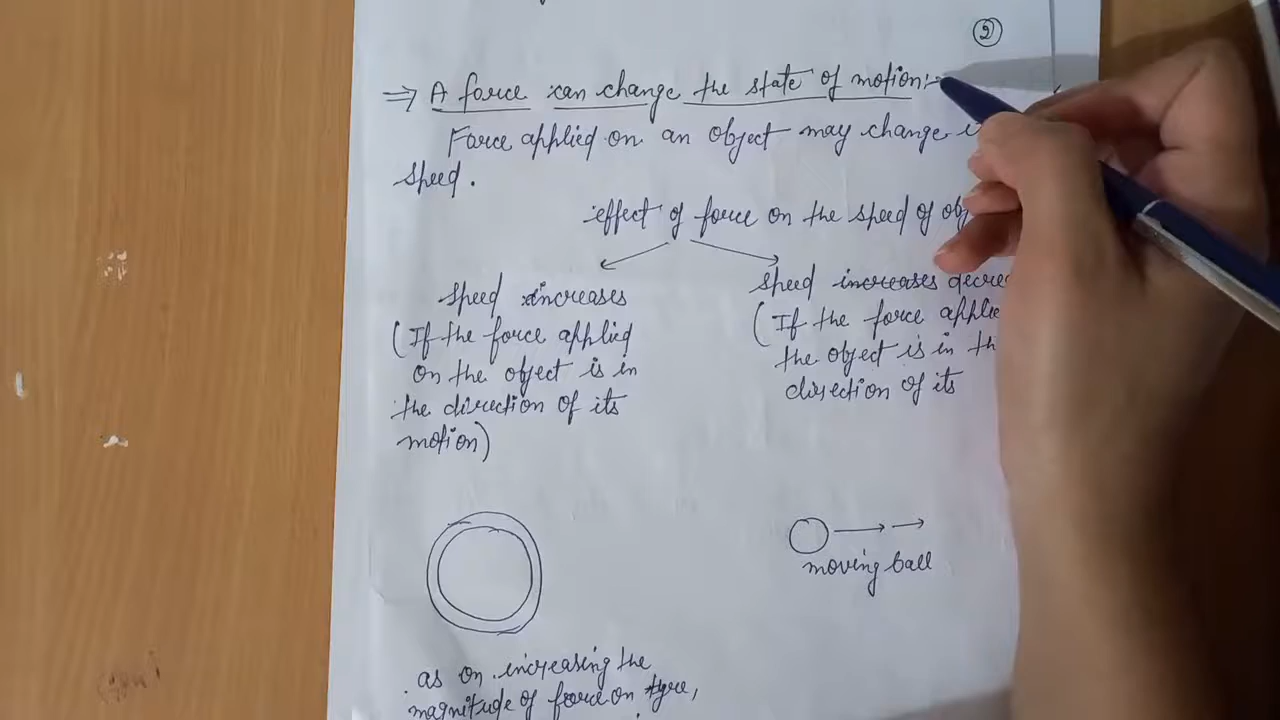 2
⇒ A force can change the state of motion:-
Force applied on an object may change
speed.
effect of force on the speed of
speed increases
(If the force applied
on the object is in
the direction of its
motion)
speed increases
(If the force
the object is in
direction of its
moving ball
as on increasing the
magnitude of force on tyre,